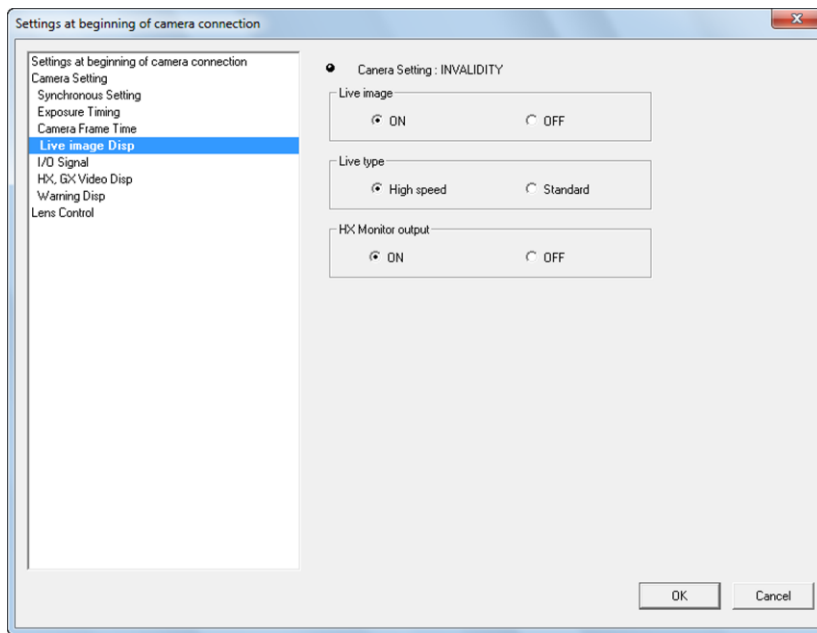 Settings at beginning of camera connection
Settings at beginning of camera connection
Camera Setting
Synchronous Setting
Exposure Timing
Camera Frame Time
Live image Disp
I/O Signal
HX, GX Video Disp
Warning Disp
Lens Control
Canera Setting : INVALIDITY
Live image
ON OFF
Live type
High speed Standard
HX Monitor output
ON OFF
OK Cancel